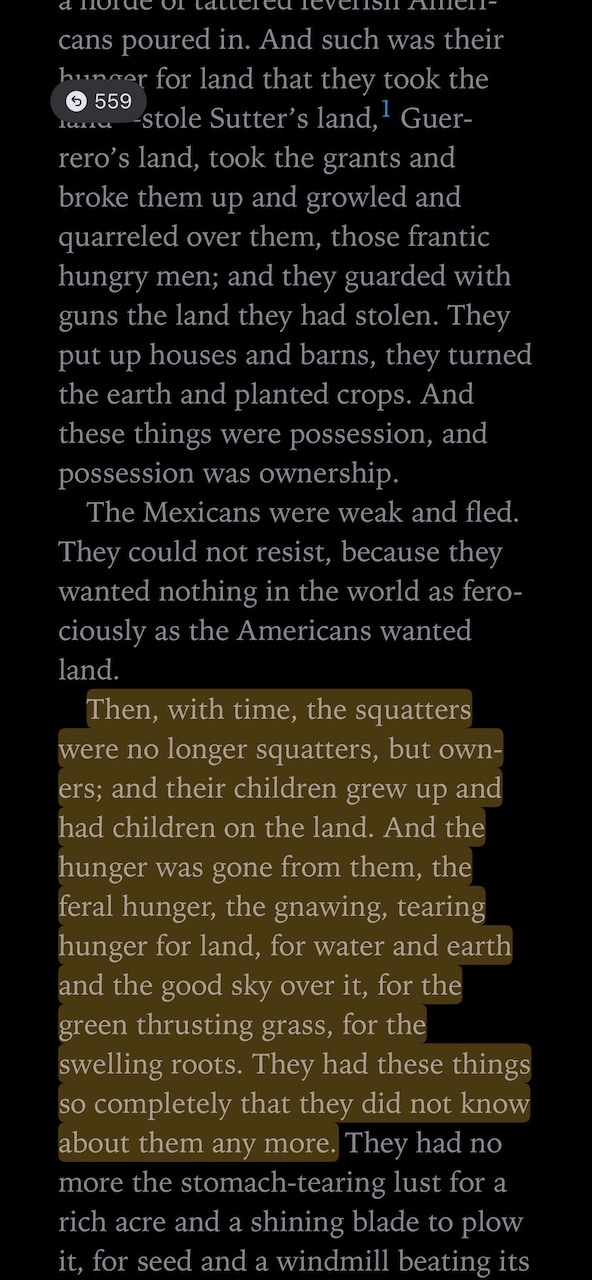 a horde of tattered feverish Ameri-
cans poured in. And such was their
hunger for land that they took the
559
land—stole Sutter’s land,1 Guer-
rero’s land, took the grants and
broke them up and growled and
quarreled over them, those frantic
hungry men; and they guarded with
guns the land they had stolen. They
put up houses and barns, they turned
the earth and planted crops. And
these things were possession, and
possession was ownership.
The Mexicans were weak and fled.
They could not resist, because they
wanted nothing in the world as fero-
ciously as the Americans wanted
land.
Then, with time, the squatters
were no longer squatters, but own-
ers; and their children grew up and
had children on the land. And the
hunger was gone from them, the
feral hunger, the gnawing, tearing
hunger for land, for water and earth
and the good sky over it, for the
green thrusting grass, for the
swelling roots. They had these things
so completely that they did not know
about them any more. They had no
more the stomach-tearing lust for a
rich acre and a shining blade to plow
it, for seed and a windmill beating its